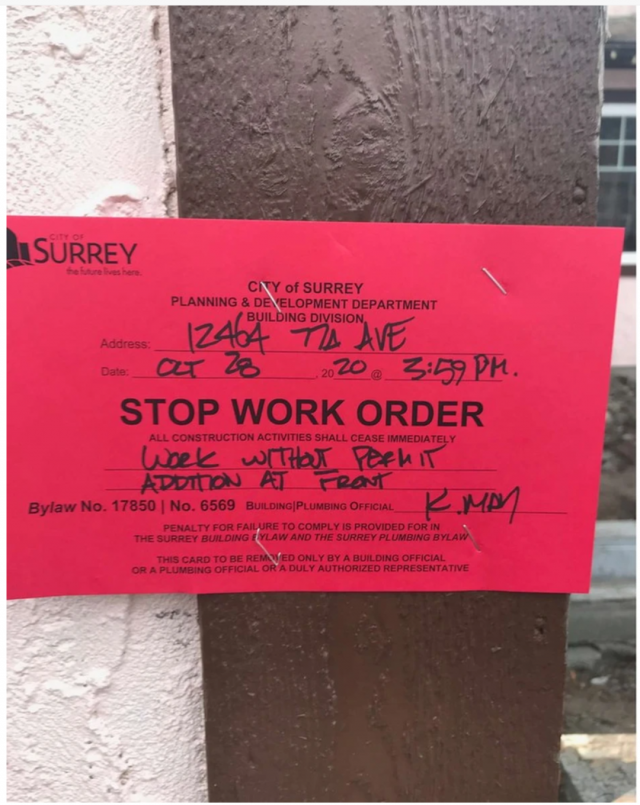 CITY OF
SURREY
the future lives here.
CITY of SURREY
PLANNING & DEVELOPMENT DEPARTMENT
BUILDING DIVISION
Address: 12464 77A AVE
Date: OCT 28, 2020 @ 3:59 PM.
STOP WORK ORDER
ALL CONSTRUCTION ACTIVITIES SHALL CEASE IMMEDIATELY
WORK WITHOUT PERMIT
ADDITION AT FRONT
Bylaw No. 17850 | No. 6569 BUILDING|PLUMBING OFFICIAL K. MAY
PENALTY FOR FAILURE TO COMPLY IS PROVIDED FOR IN
THE SURREY BUILDING BYLAW AND THE SURREY PLUMBING BYLAW
THIS CARD TO BE REMOVED ONLY BY A BUILDING OFFICIAL
OR A PLUMBING OFFICIAL OR A DULY AUTHORIZED REPRESENTATIVE